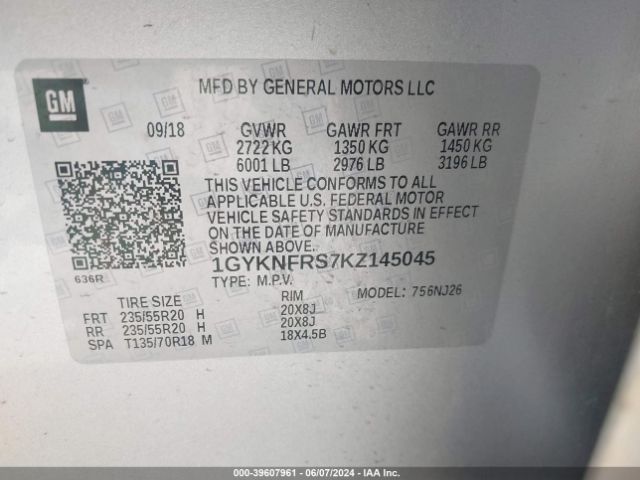 GM
MFD BY GENERAL MOTORS LLC
09/18 GVWR GAWR FRT GAWR RR
2722 KG 1350 KG 1450 KG
6001 LB 2976 LB 3196 LB
THIS VEHICLE CONFORMS TO ALL
APPLICABLE U.S. FEDERAL MOTOR
VEHICLE SAFETY STANDARDS IN EFFECT
ON THE DATE OF MANUFACTURE
SHOWN ABOVE.
636R
1GYKNFRS7KZ145045
TYPE: M.P.V. MODEL: 756NJ26
TIRE SIZE RIM
FRT 235/55R20 H 20X8J
RR 235/55R20 H 20X8J
SPA T135/70R18 M 18X4.5B
000-39607961 - 06/07/2024 - IAA Inc.